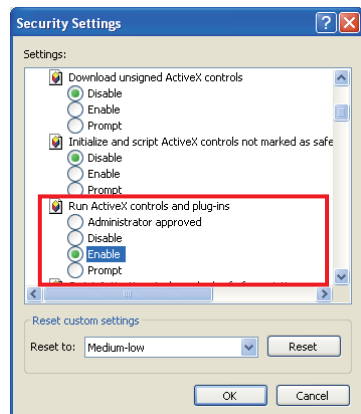 Security Settings
Settings:
Download unsigned ActiveX controls
Disable
Enable
Prompt
Initialize and script ActiveX controls not marked as safe
Disable
Enable
Prompt
Run ActiveX controls and plug-ins
Administrator approved
Disable
Enable
Prompt
Reset custom settings
Reset to: Medium-low Reset
OK Cancel